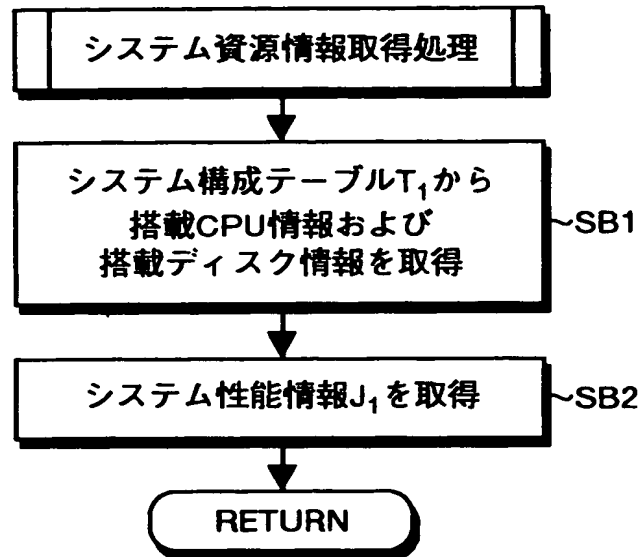 システム資源情報取得処理
システム構成テーブルT₁から
搭載CPU情報および
搭載ディスク情報を取得
~SB1
システム性能情報J₁を取得
~SB2
RETURN